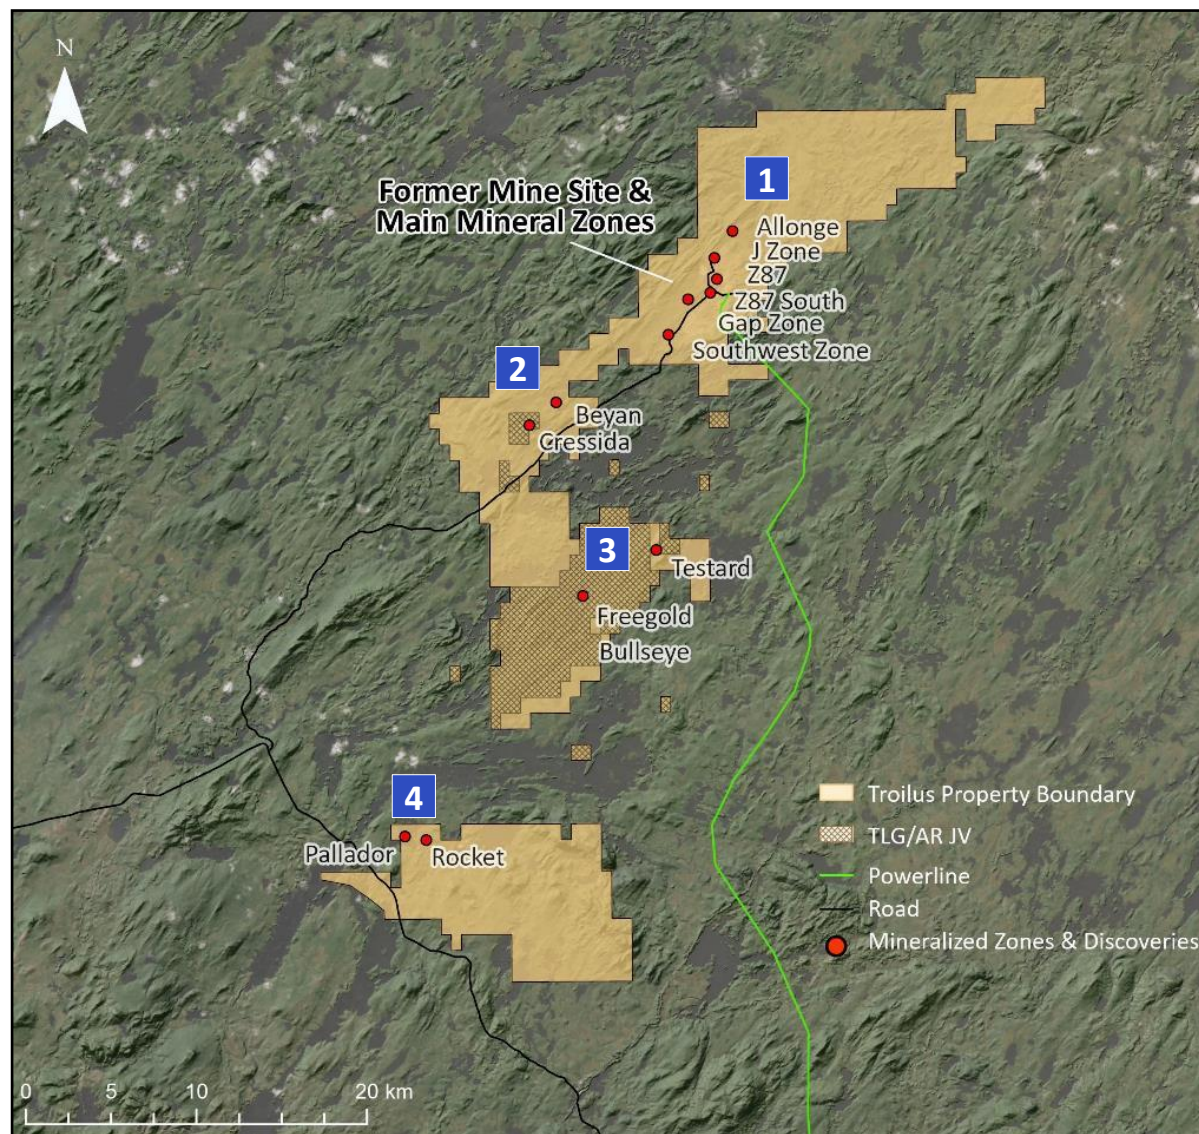 N
1
Former Mine Site &
Main Mineral Zones
Allonge
J Zone
Z87
Z87 South
Gap Zone
Southwest Zone
2
Beyan
Cressida
3
Testard
Freegold
Bullseye
4
Pallador
Rocket
Troilus Property Boundary
TLG/AR JV
Powerline
Road
Mineralized Zones & Discoveries
0 5 10 20 km